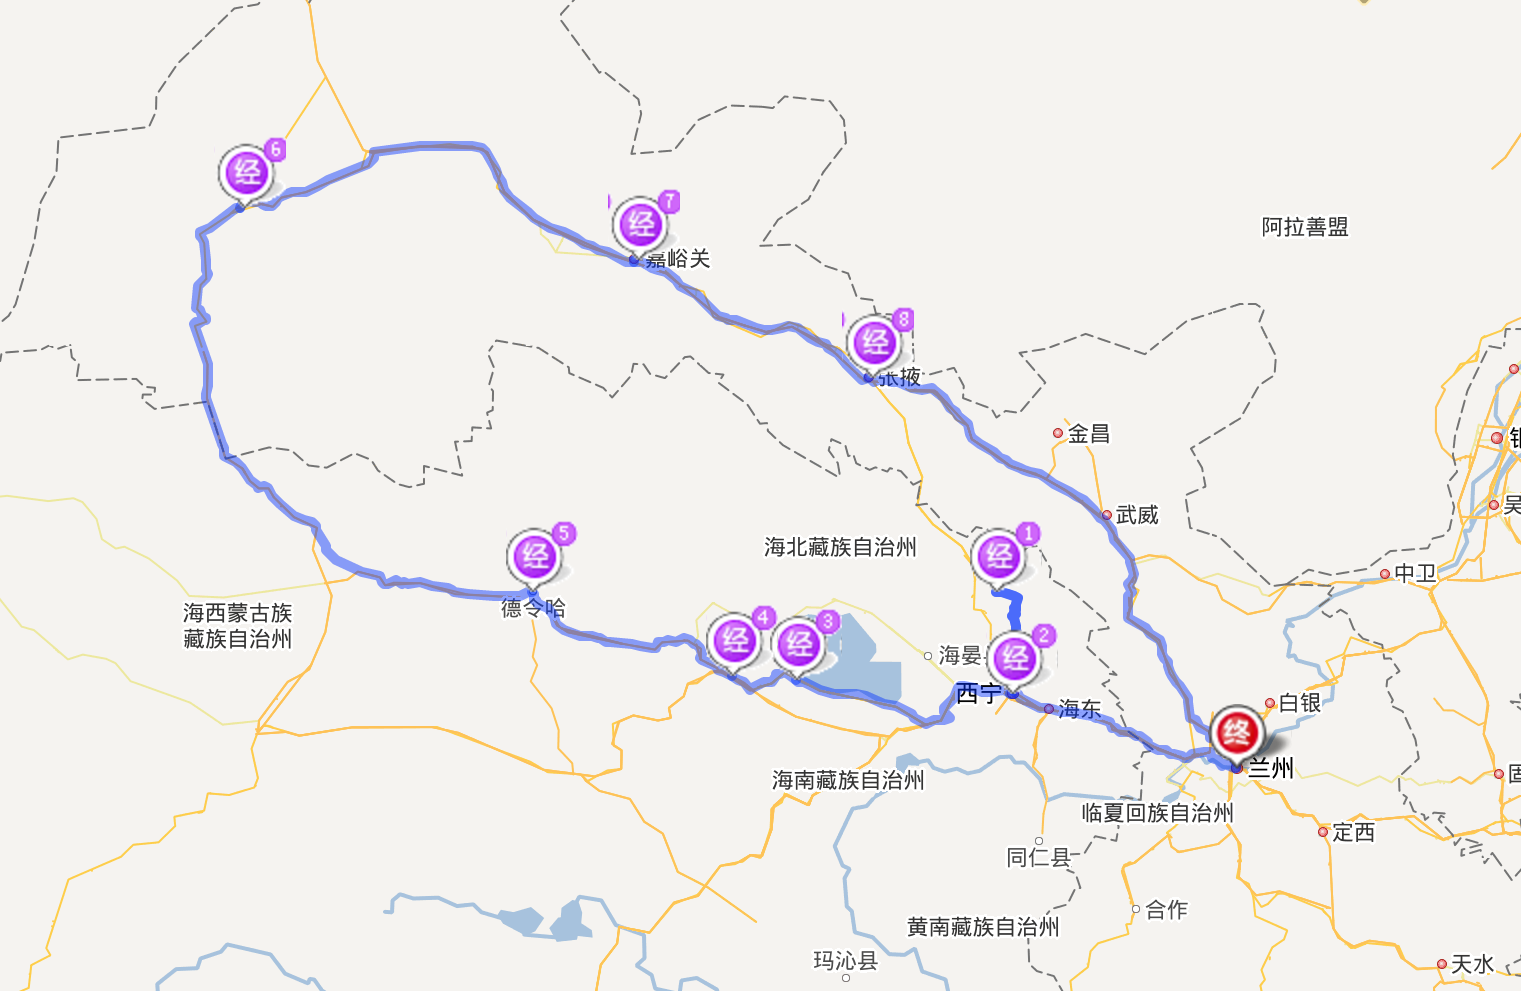 经 6
经 7
嘉峪关
阿拉善盟
经 8
张掖
金昌
武威
经 5
经 1
海北藏族自治州
中卫
德令哈
海西蒙古族
藏族自治州
经 4
经 3
经 2
海晏
西宁
海东
白银
终
兰州
海南藏族自治州
临夏回族自治州
定西
同仁县
合作
黄南藏族自治州
玛沁县
天水